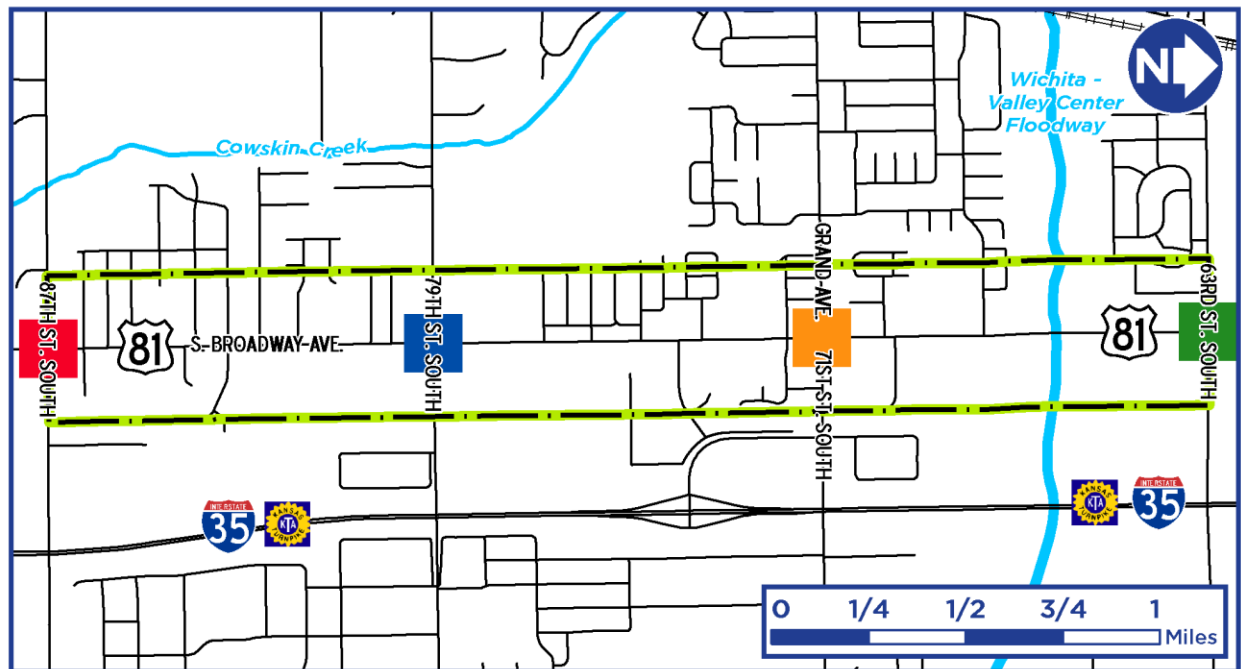 N
Wichita -
Valley Center
Floodway
Cowskin Creek
GRAND AVE.
87TH ST. SOUTH
79TH ST. SOUTH
63RD ST. SOUTH
81
S. BROADWAY AVE.
81
71ST ST. SOUTH
INTERSTATE
35
KANSAS
KTA
TURNPIKE
KANSAS
KTA
TURNPIKE
INTERSTATE
35
0 1/4 1/2 3/4 1
Miles